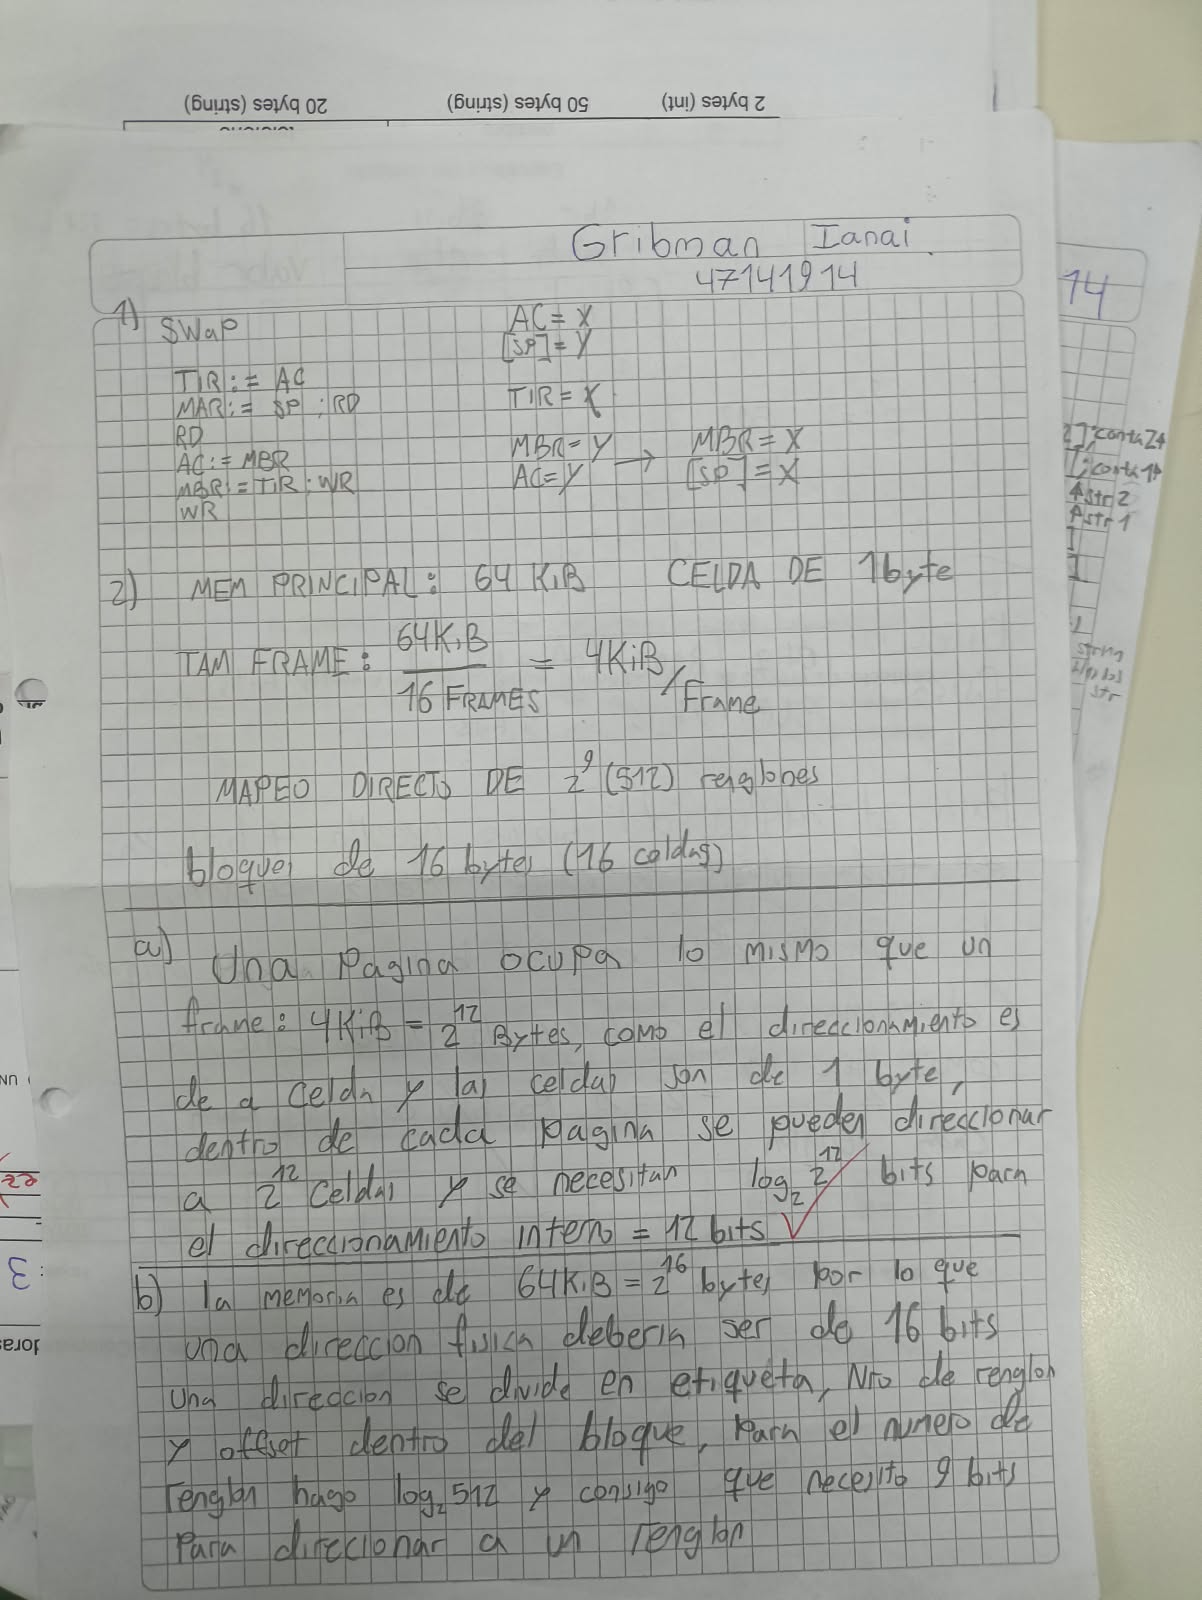 2 bytes (int) 50 bytes (string) 20 bytes (string)
Gribman Ianai
47141914
14
1)
SWaP
AC = X
[SP] = Y
TIR := AC
MAR := SP ; RD
TIR = X
RD
AC := MBR
MBR := TIR ; WR
WR
MBR = Y → MBR = X
AC = Y [SP] = X
2) MEM PRINCIPAL: 64 KiB CELDA DE 1byte
TAM FRAME: 64KiB / 16 FRAMES = 4KiB/Frame
MAPEO DIRECTO DE 2^9 (512) renglones
bloques de 16 bytes (16 celdas)
a) Una Pagina ocupa lo mismo que un
frame: 4KiB = 2^12 Bytes, como el direccionamiento es
de a celda y las celdas son de 1 byte,
dentro de cada pagina se pueden direccionar
a 2^12 celdas y se necesitan log₂ 2^12 bits para
el direccionamiento interno = 12 bits ✓
b) la memoria es de 64KiB = 2^16 bytes por lo que
una direccion fisica deberia ser de 16 bits
una direccion se divide en etiqueta, Nro de renglon
y offset dentro del bloque, para el numero de
renglon hago log₂ 512 y consigo que necesito 9 bits
para direccionar a un renglon
str2
str1
string
str
3